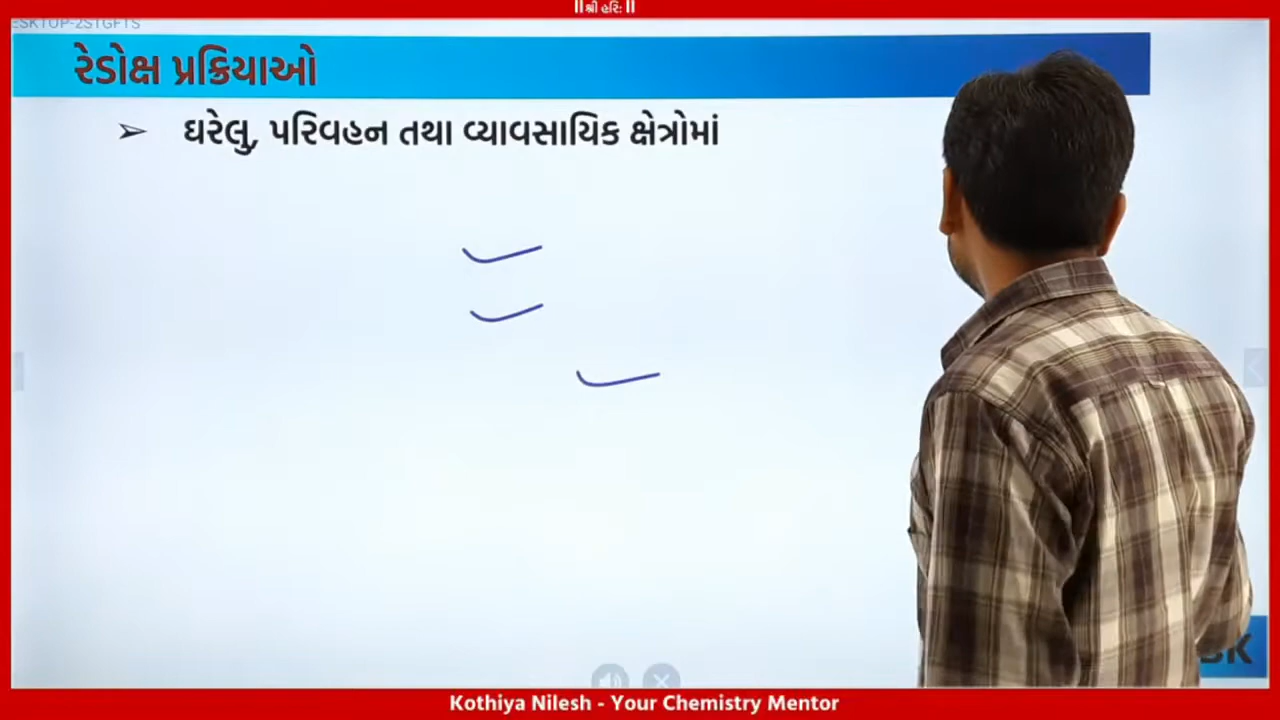 ॥ શ્રી હરિ: ॥
રેડોક્ષ પ્રક્રિયાઓ
➢ ઘરેલુ, પરિવહન તથા વ્યાવસાયિક ક્ષેત્રોમાં
Kothiya Nilesh - Your Chemistry Mentor